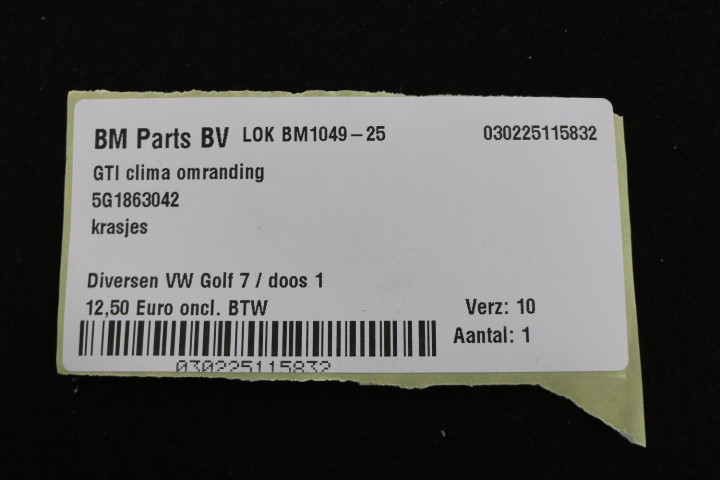 BM Parts BV LOK BM1049-25 030225115832
GTI clima omranding
5G1863042
krasjes
Diversen VW Golf 7 / doos 1
12,50 Euro oncl. BTW Verz: 10
Aantal: 1
030225115832